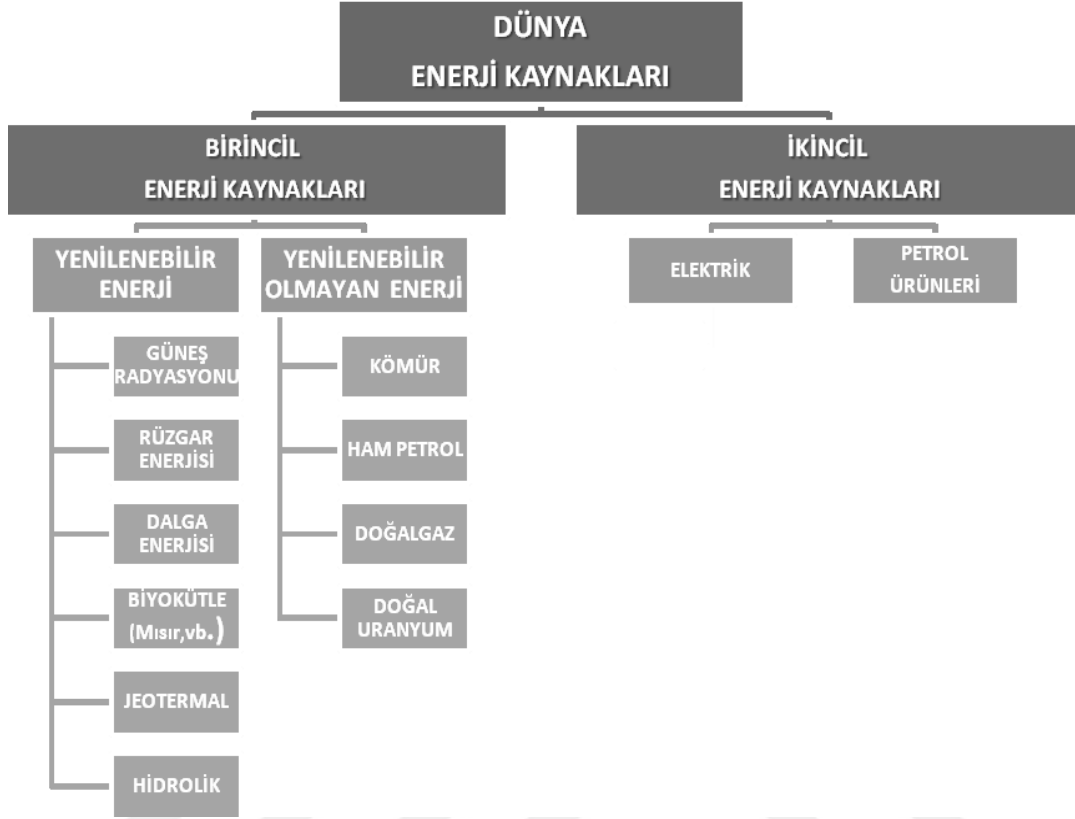 DÜNYA
ENERJİ KAYNAKLARI
BİRİNCİL
ENERJİ KAYNAKLARI
YENİLENEBİLİR
ENERJİ
GÜNEŞ
RADYASYONU
RÜZGAR
ENERJİSİ
DALGA
ENERJİSİ
BİYOKÜTLE
(Mısır,vb.)
JEOTERMAL
HİDROLİK
YENİLENEBİLİR
OLMAYAN ENERJİ
KÖMÜR
HAM PETROL
DOĞALGAZ
DOĞAL
URANYUM
İKİNCİL
ENERJİ KAYNAKLARI
ELEKTRİK
PETROL
ÜRÜNLERİ